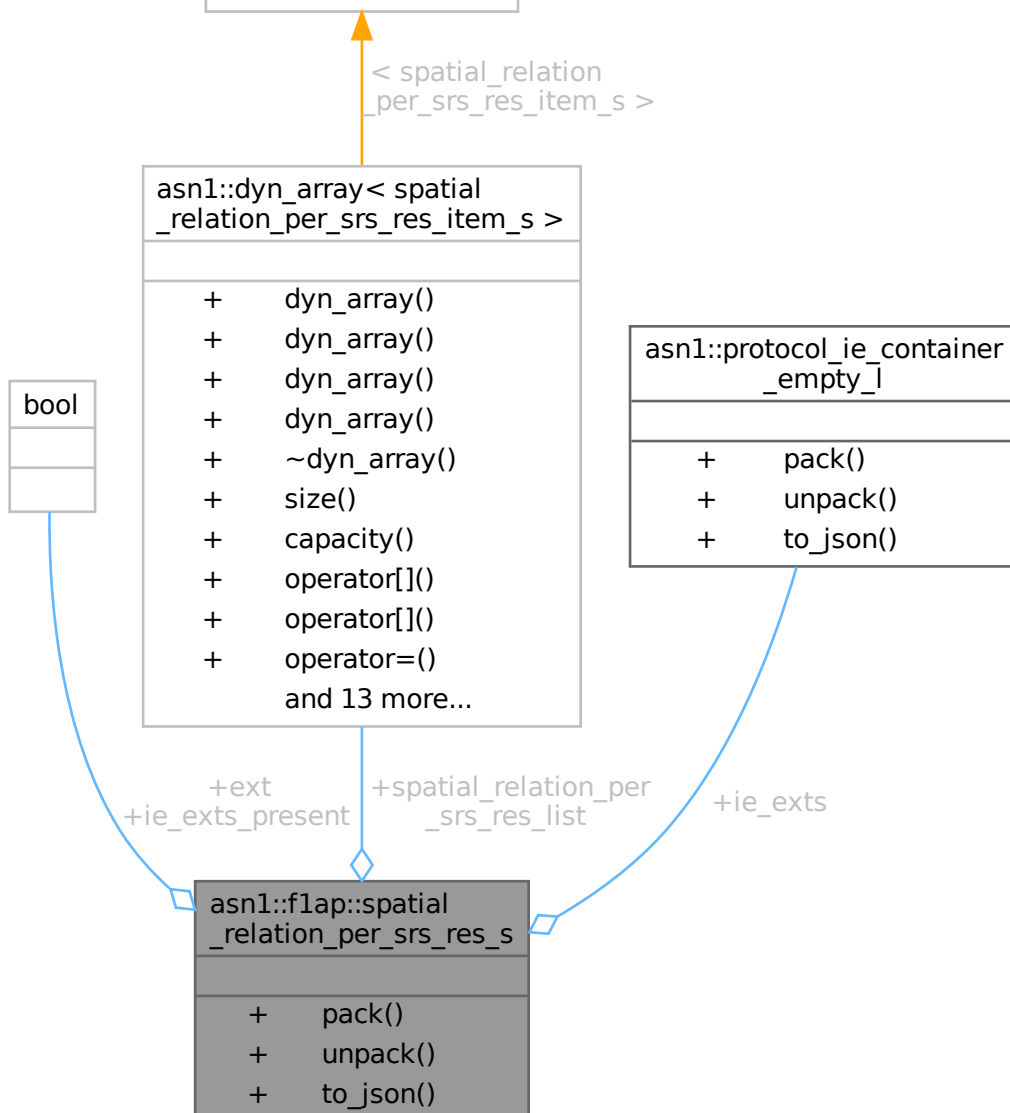 < spatial_relation
_per_srs_res_item_s >
asn1::dyn_array< spatial
_relation_per_srs_res_item_s >
+ dyn_array()
+ dyn_array()
+ dyn_array()
+ dyn_array()
+ ~dyn_array()
+ size()
+ capacity()
+ operator[]()
+ operator[]()
+ operator=()
and 13 more...
asn1::protocol_ie_container
_empty_l
+ pack()
+ unpack()
+ to_json()
bool
+ext
+ie_exts_present
+spatial_relation_per
_srs_res_list
+ie_exts
asn1::f1ap::spatial
_relation_per_srs_res_s
+ pack()
+ unpack()
+ to_json()